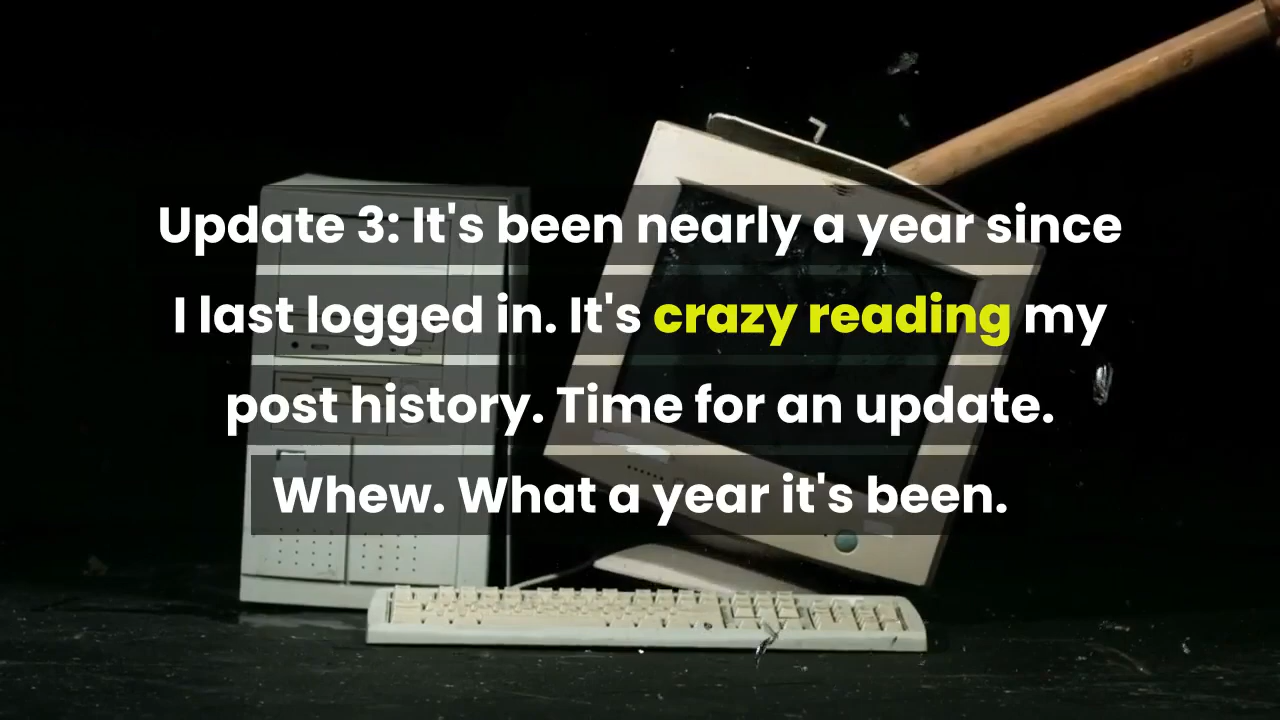 Update 3: It's been nearly a year since
I last logged in. It's crazy reading my
post history. Time for an update.
Whew. What a year it's been.